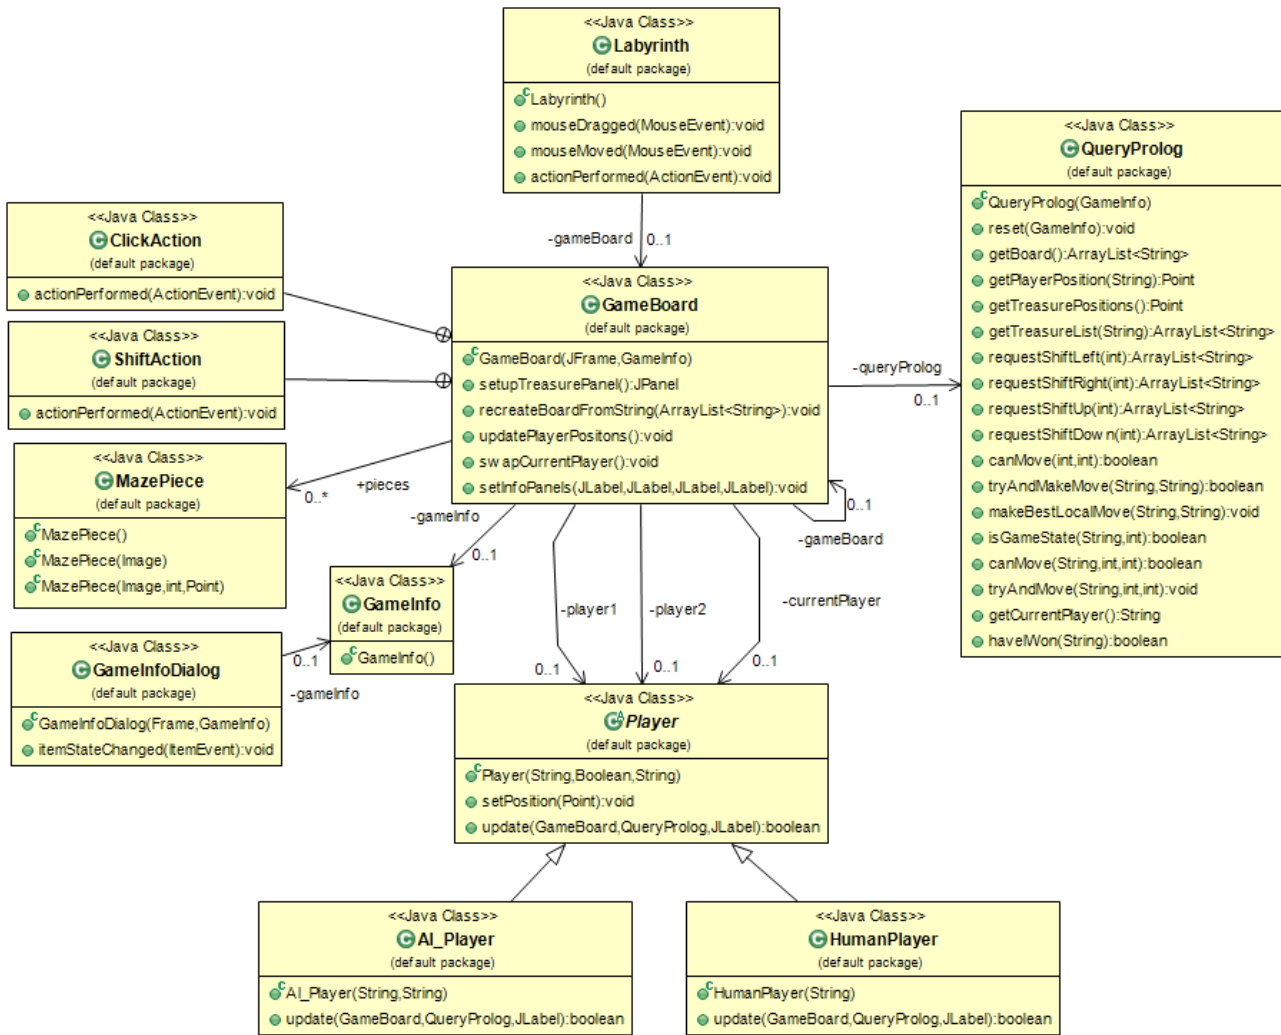 <<Java Class>>
Labyrinth
(default package)
Labyrinth()
mouseDragged(MouseEvent):void
mouseMoved(MouseEvent):void
actionPerformed(ActionEvent):void
-gameBoard
0..1
<<Java Class>>
QueryProlog
(default package)
QueryProlog(GameInfo)
reset(GameInfo):void
getBoard():ArrayList<String>
getPlayerPosition(String):Point
getTreasurePositions():Point
getTreasureList(String):ArrayList<String>
requestShiftLeft(int):ArrayList<String>
requestShiftRight(int):ArrayList<String>
requestShiftUp(int):ArrayList<String>
requestShiftDown(int):ArrayList<String>
canMove(int,int):boolean
tryAndMakeMove(String,String):boolean
makeBestLocalMove(String,String):void
isGameState(String,int):boolean
canMove(String,int,int):boolean
tryAndMove(String,int,int):void
getCurrentPlayer():String
haveIWon(String):boolean
<<Java Class>>
ClickAction
(default package)
actionPerformed(ActionEvent):void
<<Java Class>>
ShiftAction
(default package)
actionPerformed(ActionEvent):void
<<Java Class>>
GameBoard
(default package)
GameBoard(JFrame,GameInfo)
setupTreasurePanel():JPanel
recreateBoardFromString(ArrayList<String>):void
updatePlayerPositons():void
swapCurrentPlayer():void
setInfoPanels(JLabel,JLabel,JLabel,JLabel):void
-queryProlog
0..1
<<Java Class>>
MazePiece
(default package)
MazePiece()
MazePiece(Image)
MazePiece(Image,int,Point)
0..*
+pieces
-gameInfo
0..1
0..1
-gameBoard
<<Java Class>>
GameInfo
(default package)
GameInfo()
<<Java Class>>
GameInfoDialog
(default package)
GameInfoDialog(Frame,GameInfo)
itemStateChanged(ItemEvent):void
0..1
-gameInfo
-player1
-player2
-currentPlayer
0..1
0..1
0..1
<<Java Class>>
Player
(default package)
Player(String,Boolean,String)
setPosition(Point):void
update(GameBoard,QueryProlog,JLabel):boolean
<<Java Class>>
AI_Player
(default package)
AI_Player(String,String)
update(GameBoard,QueryProlog,JLabel):boolean
<<Java Class>>
HumanPlayer
(default package)
HumanPlayer(String)
update(GameBoard,QueryProlog,JLabel):boolean